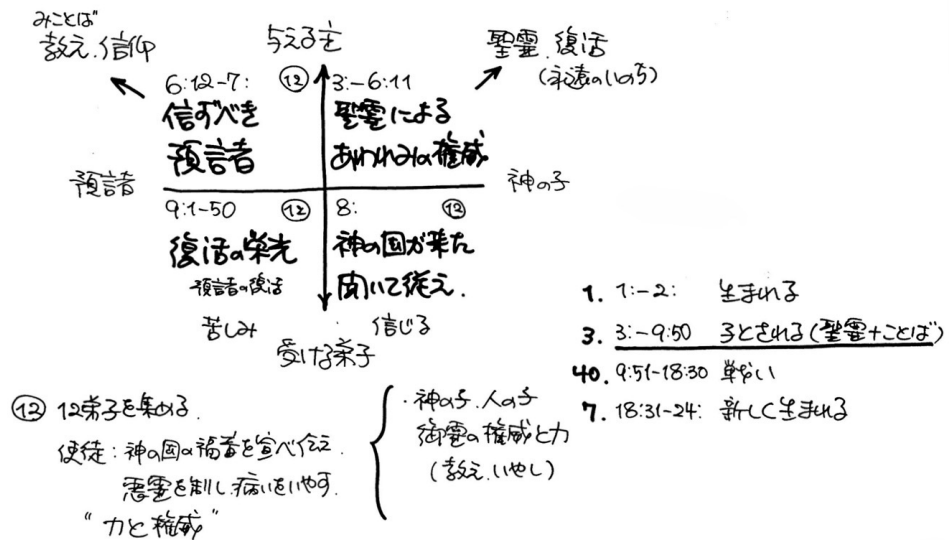 みことば
教え.信仰
与える主
聖霊.復活
(永遠のいのち)
6:12-7: ⑫
信ずべき
預言者
3:-6:11
聖霊による
あわれみの権威
預言者
神の子
9:1-50 ⑫
復活の栄光
預言者の復活
苦しみ
8: ⑫
神の国が来た
聞いて従え.
信じる
受ける弟子
1. 1:-2: 生まれる
3. 3:-9:50 子とされる(聖霊+ことば)
40. 9:51-18:30 戦い
7. 18:31-24: 新しく生まれる
⑫ 12弟子を集める.
使徒:神の国の福音を宣べ伝え.
悪霊を制し.病いをいやす.
"力と権威"
・神の子.人の子
御霊の権威と力
(教え.いやし)